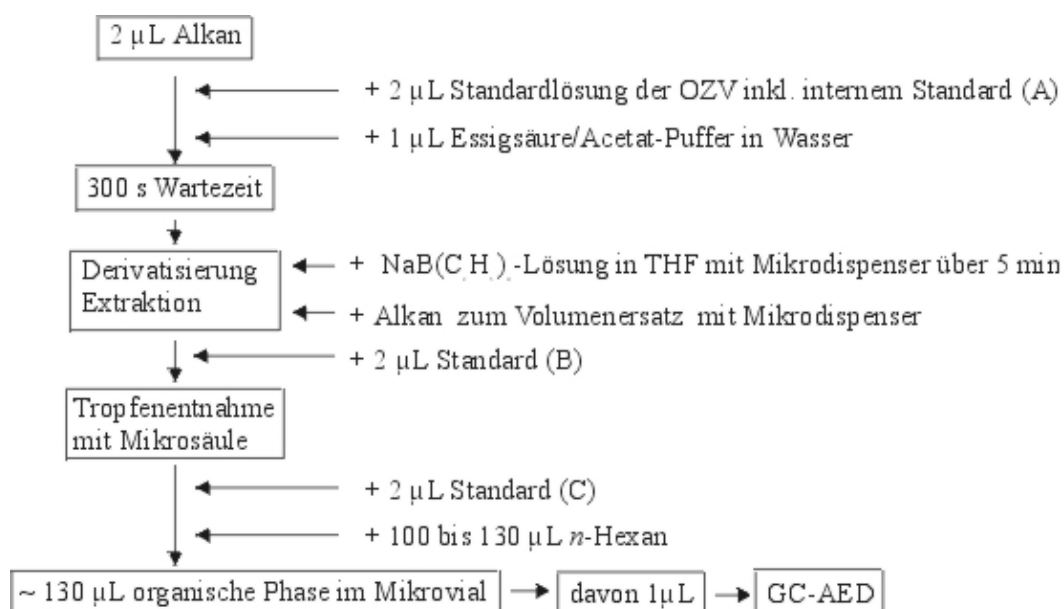 2 µL Alkan
+ 2 µL Standardlösung der OZV inkl. internem Standard (A)
+ 1 µL Essigsäure/Acetat-Puffer in Wasser
300 s Wartezeit
Derivatisierung
Extraktion
+ NaB(C H ) -Lösung in THF mit Mikrodispenser über 5 min
+ Alkan zum Volumenersatz mit Mikrodispenser
+ 2 µL Standard (B)
Tropfenentnahme
mit Mikrosäule
+ 2 µL Standard (C)
+ 100 bis 130 µL n-Hexan
~ 130 µL organische Phase im Mikrovial
davon 1µL
GC-AED